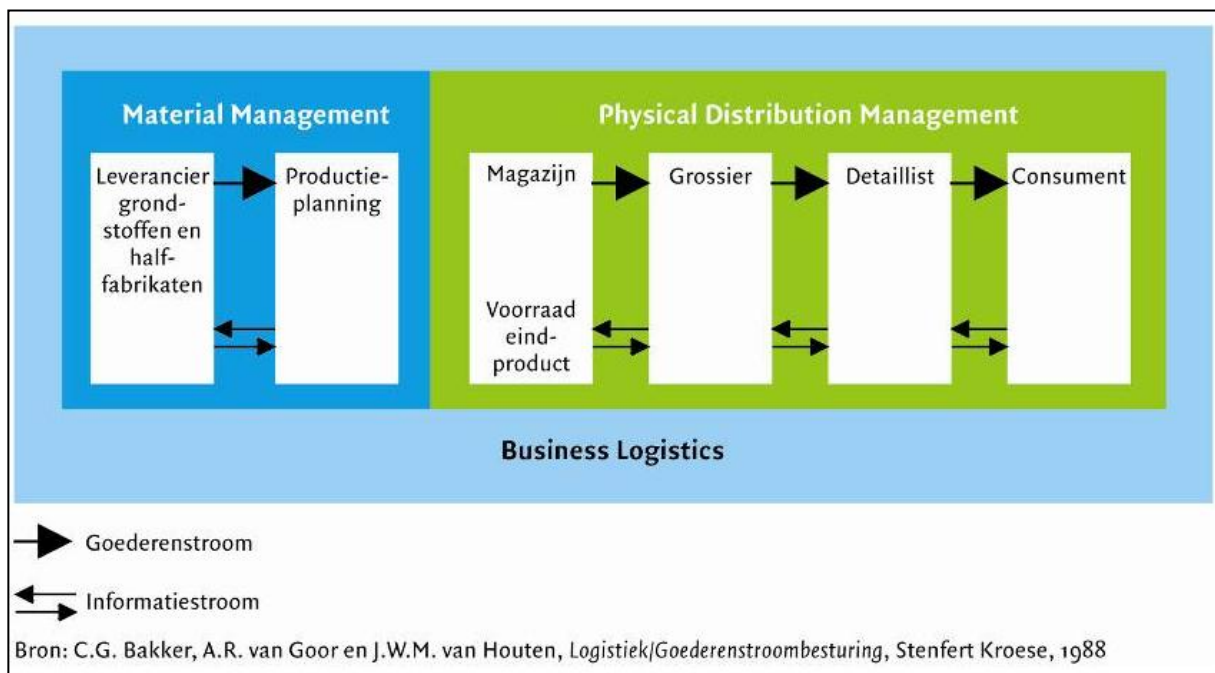 Material Management
Physical Distribution Management
Leverancier
grond-
stoffen en
half-
fabrikaten
Productie-
planning
Magazijn
Voorraad
eind-
product
Grossier
Detaillist
Consument
Business Logistics
Goederenstroom
Informatiestroom
Bron: C.G. Bakker, A.R. van Goor en J.W.M. van Houten, Logistiek/Goederenstroombesturing, Stenfert Kroese, 1988